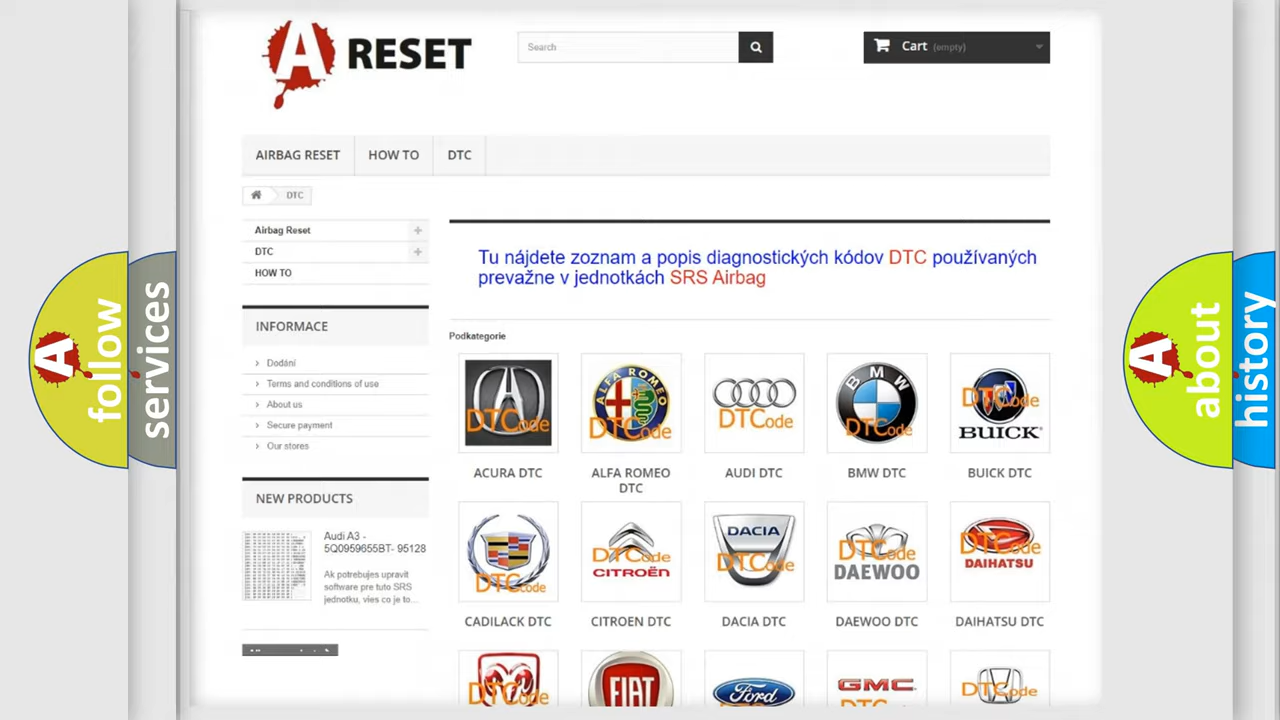 A RESET
Search
Cart (empty)
AIRBAG RESET
HOW TO
DTC
DTC
Airbag Reset
DTC
HOW TO
INFORMACE
Dodání
Terms and conditions of use
About us
Secure payment
Our stores
NEW PRODUCTS
Audi A3 -
5Q0959655BT- 95128
Ak potrebujes upravit
software pre tuto SRS
jednotku, vies co je to...
Tu nájdete zoznam a popis diagnostických kódov DTC používaných
prevažne v jednotkách SRS Airbag
Podkategorie
DTCode
ALFA ROMEO
DTCode
DTCode
BMW
DTCode
DTCode
BUICK
ACURA DTC
ALFA ROMEO
DTC
AUDI DTC
BMW DTC
BUICK DTC
DTCode
DTCode
CITROËN
DACIA
DTCode
DTCode
DAEWOO
DTCode
DAIHATSU
CADILACK DTC
CITROEN DTC
DACIA DTC
DAEWOO DTC
DAIHATSU DTC
DTCode
FIAT
Ford
GMC
DTCode
A follow
services
A about
history